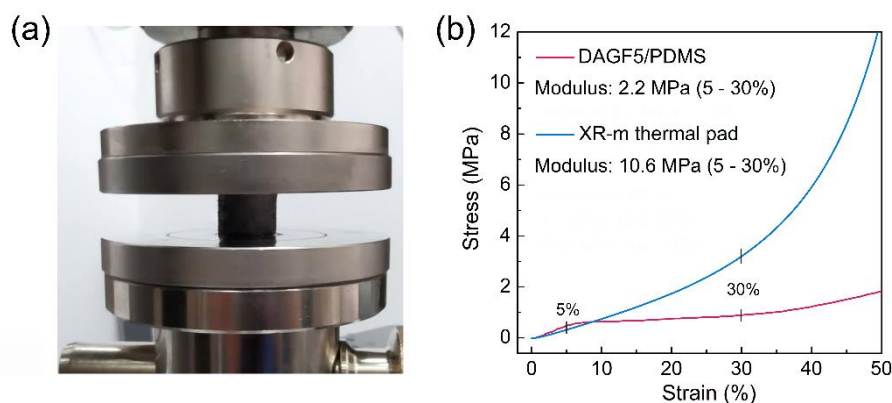 (a)
(b)
12
10
8
6
4
2
0
Stress (MPa)
DAGF5/PDMS
Modulus: 2.2 MPa (5 - 30%)
XR-m thermal pad
Modulus: 10.6 MPa (5 - 30%)
5%
30%
0 10 20 30 40 50
Strain (%)